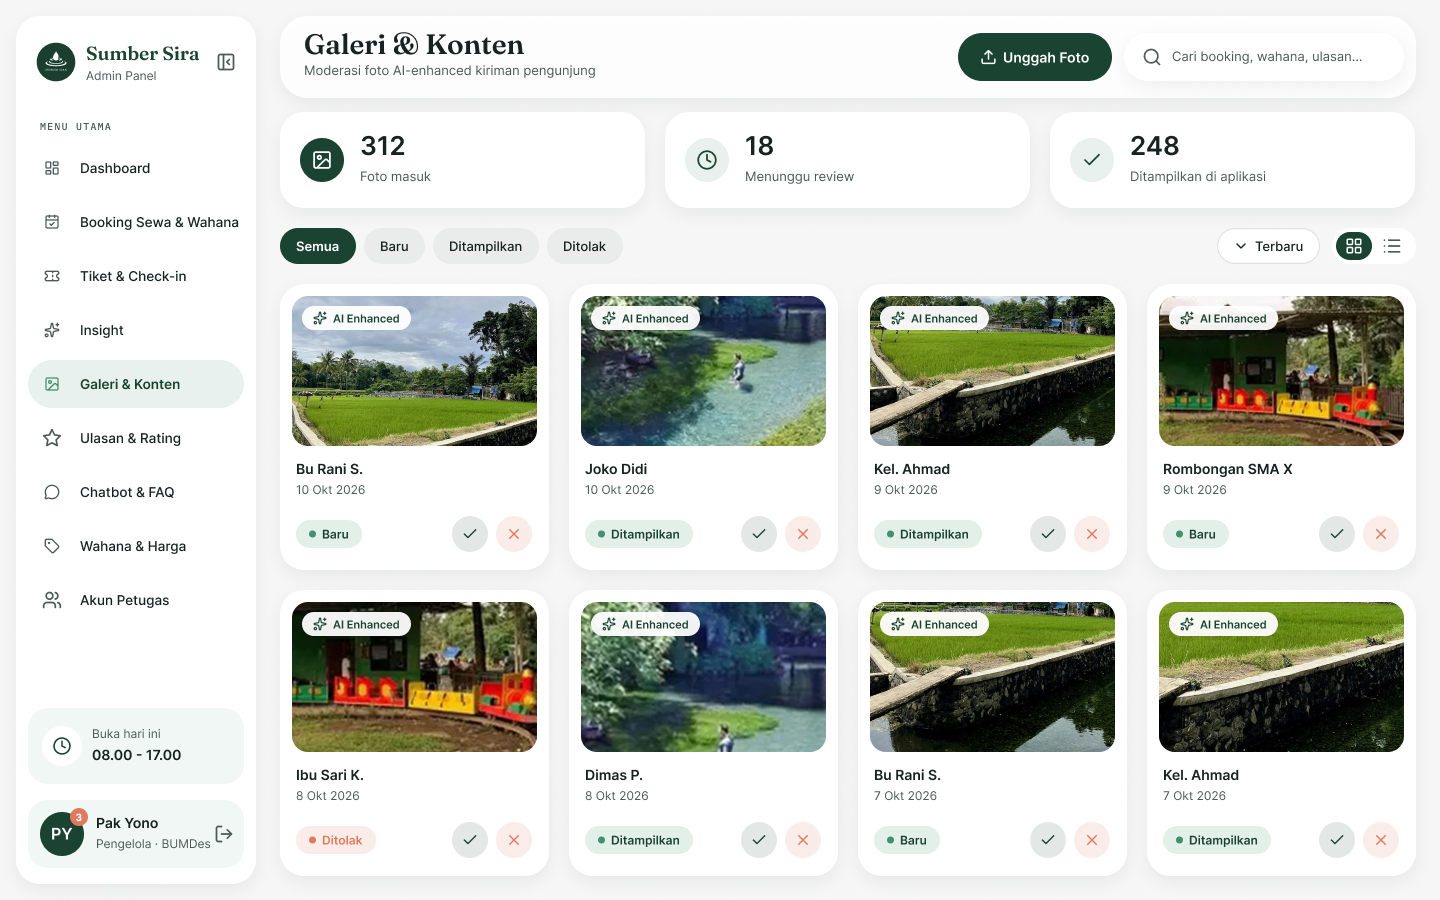 Sumber Sira
Admin Panel
MENU UTAMA
Dashboard
Booking Sewa & Wahana
Tiket & Check-in
Insight
Galeri & Konten
Ulasan & Rating
Chatbot & FAQ
Wahana & Harga
Akun Petugas
Buka hari ini
08.00 - 17.00
PY
3
Pak Yono
Pengelola · BUMDes
Galeri & Konten
Moderasi foto AI-enhanced kiriman pengunjung
Unggah Foto
Cari booking, wahana, ulasan...
312
Foto masuk
18
Menunggu review
248
Ditampilkan di aplikasi
Semua
Baru
Ditampilkan
Ditolak
Terbaru
AI Enhanced
Bu Rani S.
10 Okt 2026
Baru
AI Enhanced
Joko Didi
10 Okt 2026
Ditampilkan
AI Enhanced
Kel. Ahmad
9 Okt 2026
Ditampilkan
AI Enhanced
Rombongan SMA X
9 Okt 2026
Baru
AI Enhanced
Ibu Sari K.
8 Okt 2026
Ditolak
AI Enhanced
Dimas P.
8 Okt 2026
Ditampilkan
AI Enhanced
Bu Rani S.
7 Okt 2026
Baru
AI Enhanced
Kel. Ahmad
7 Okt 2026
Ditampilkan